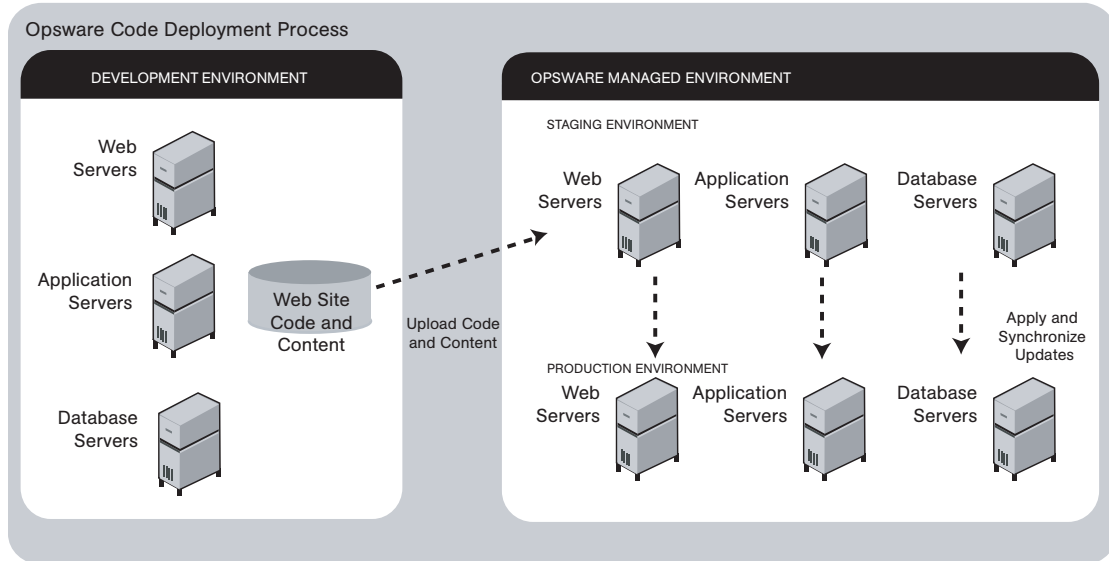 Opsware Code Deployment Process
DEVELOPMENT ENVIRONMENT
Web
Servers
Application
Servers
Web Site
Code and
Content
Database
Servers
Upload Code
and Content
OPSWARE MANAGED ENVIRONMENT
STAGING ENVIRONMENT
Web
Servers
Application
Servers
Database
Servers
Apply and
Synchronize
Updates
PRODUCTION ENVIRONMENT
Web
Servers
Application
Servers
Database
Servers